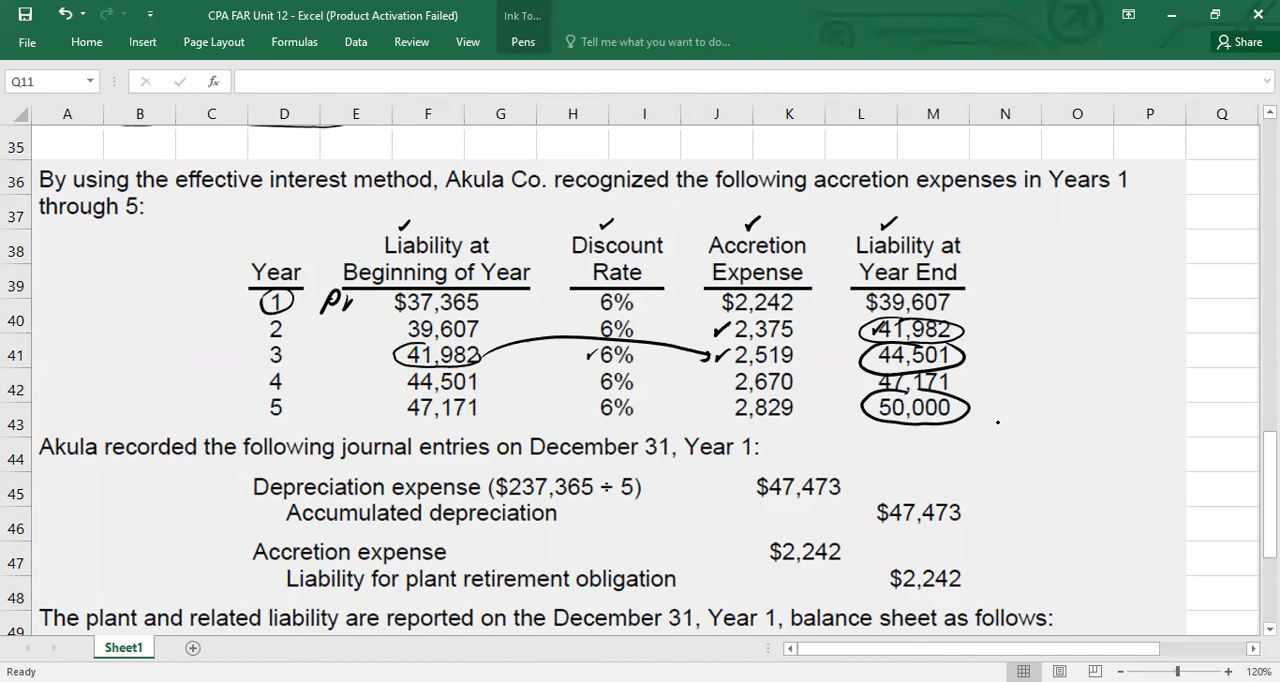 CPA FAR Unit 12 - Excel (Product Activation Failed) Ink To...
File Home Insert Page Layout Formulas Data Review View Pens Tell me what you want to do... Share
Q11 fx
A B C D E F G H I J K L M N O P Q
35
36 By using the effective interest method, Akula Co. recognized the following accretion expenses in Years 1
37 through 5:
38 Liability at Discount Accretion Liability at
39 Year Beginning of Year Rate Expense Year End
40 1 Pv $37,365 6% $2,242 $39,607
2 39,607 6% 2,375 41,982
41 3 41,982 6% 2,519 44,501
42 4 44,501 6% 2,670 47,171
43 5 47,171 6% 2,829 50,000
44 Akula recorded the following journal entries on December 31, Year 1:
45 Depreciation expense ($237,365 ÷ 5) $47,473
46 Accumulated depreciation $47,473
47 Accretion expense $2,242
48 Liability for plant retirement obligation $2,242
49 The plant and related liability are reported on the December 31, Year 1, balance sheet as follows:
Sheet1
Ready 120%